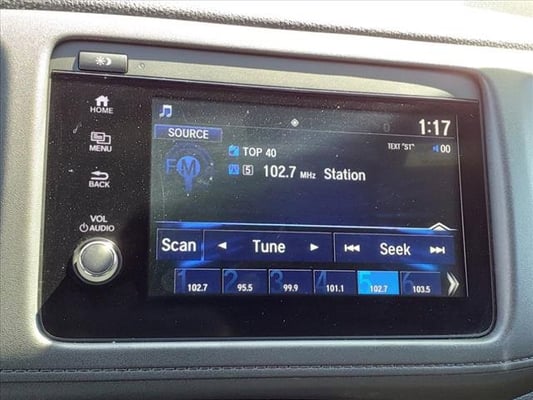 HOME
MENU
BACK
VOL
AUDIO
SOURCE
1:17
TEXT "ST"
00
FM
TOP 40
5 102.7 MHz Station
Scan Tune Seek
1 102.7 2 95.5 3 99.9 4 101.1 5 102.7 6 103.5